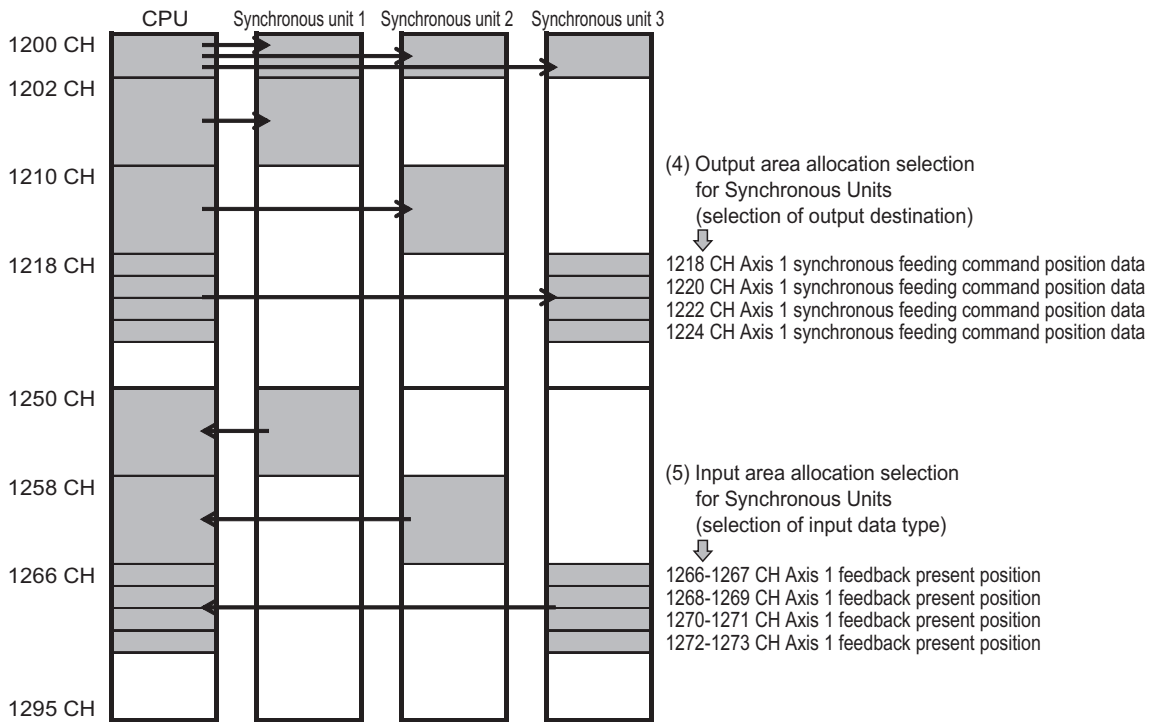 CPU
Synchronous unit 1
Synchronous unit 2
Synchronous unit 3
1200 CH
1202 CH
1210 CH
1218 CH
1250 CH
1258 CH
1266 CH
1295 CH
(4) Output area allocation selection
for Synchronous Units
(selection of output destination)
1218 CH Axis 1 synchronous feeding command position data
1220 CH Axis 1 synchronous feeding command position data
1222 CH Axis 1 synchronous feeding command position data
1224 CH Axis 1 synchronous feeding command position data
(5) Input area allocation selection
for Synchronous Units
(selection of input data type)
1266-1267 CH Axis 1 feedback present position
1268-1269 CH Axis 1 feedback present position
1270-1271 CH Axis 1 feedback present position
1272-1273 CH Axis 1 feedback present position